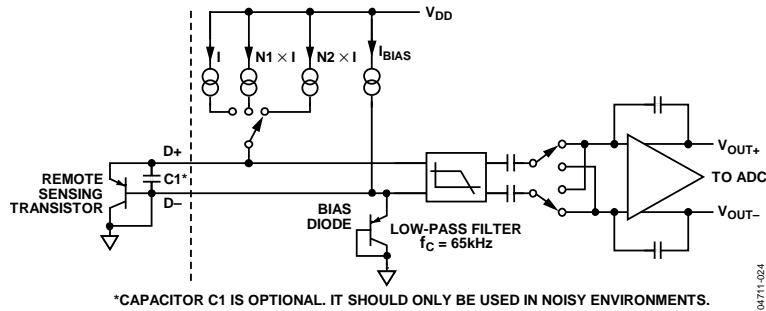 V_DD
I
N1 × I
N2 × I
I_BIAS
D+
C1*
D–
REMOTE
SENSING
TRANSISTOR
BIAS
DIODE
LOW-PASS FILTER
f_C = 65kHz
V_OUT+
TO ADC
V_OUT–
*CAPACITOR C1 IS OPTIONAL. IT SHOULD ONLY BE USED IN NOISY ENVIRONMENTS.
04711-024